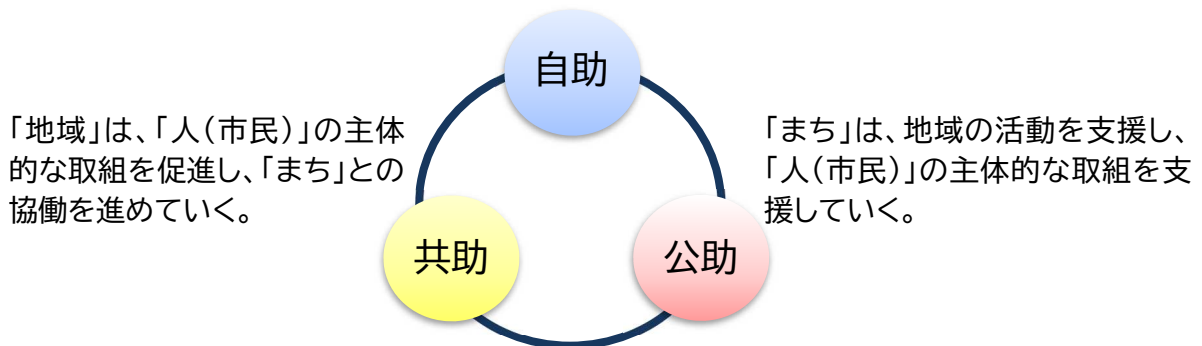 自助
「地域」は、「人(市民)」の主体
的な取組を促進し、「まち」との
協働を進めていく。
「まち」は、地域の活動を支援し、
「人(市民)」の主体的な取組を支
援していく。
共助
公助